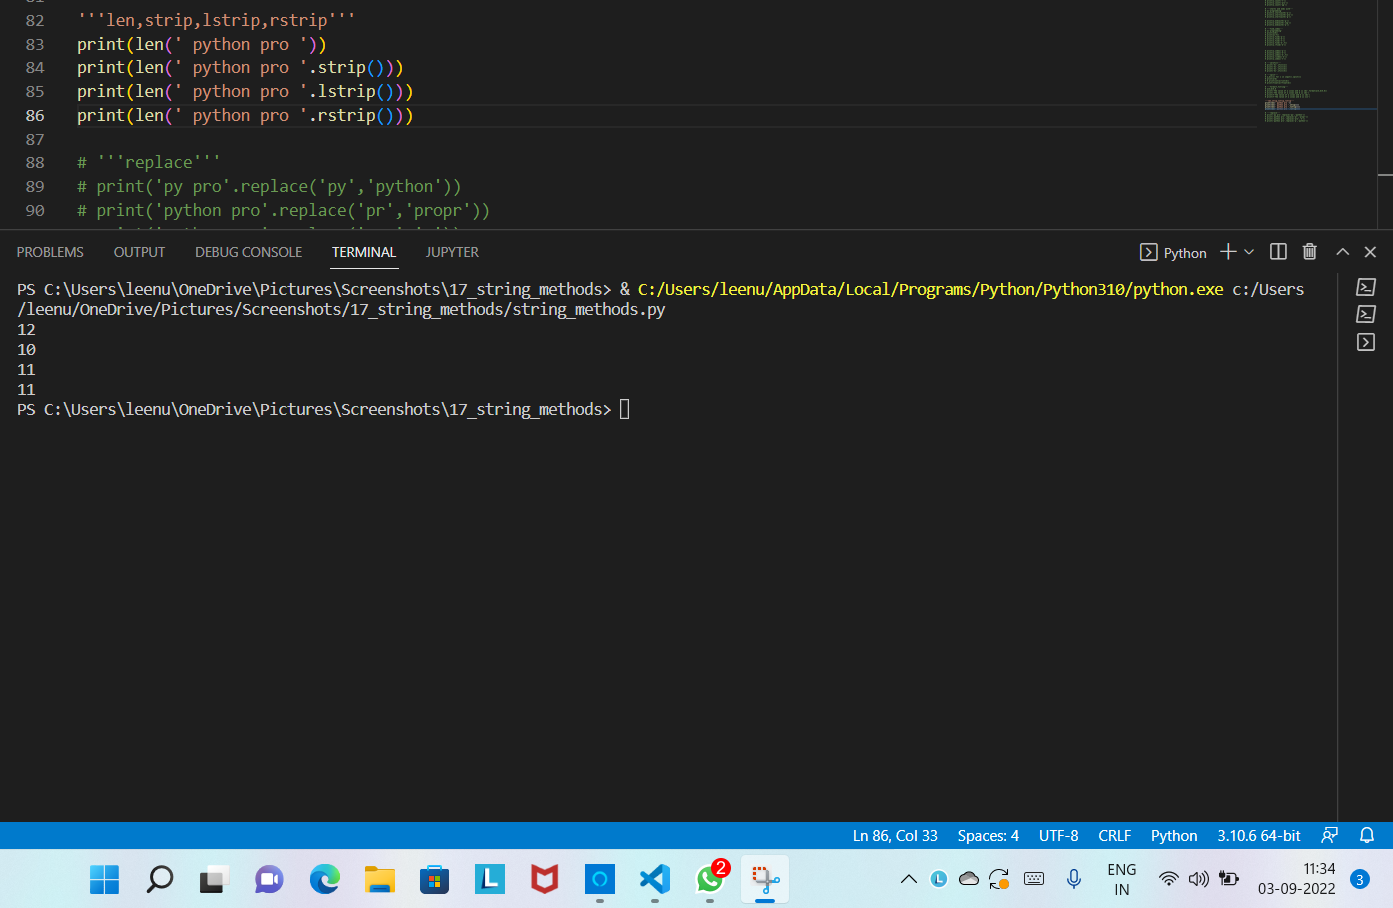 82 '''len,strip,lstrip,rstrip'''
83 print(len(' python pro '))
84 print(len(' python pro '.strip()))
85 print(len(' python pro '.lstrip()))
86 print(len(' python pro '.rstrip()))
87
88 # '''replace'''
89 # print('py pro'.replace('py','python'))
90 # print('python pro'.replace('pr','propr'))
PROBLEMS OUTPUT DEBUG CONSOLE TERMINAL JUPYTER Python
PS C:\Users\leenu\OneDrive\Pictures\Screenshots\17_string_methods> & C:/Users/leenu/AppData/Local/Programs/Python/Python310/python.exe c:/Users
/leenu/OneDrive/Pictures/Screenshots/17_string_methods/string_methods.py
12
10
11
11
PS C:\Users\leenu\OneDrive\Pictures\Screenshots\17_string_methods>
Ln 86, Col 33 Spaces: 4 UTF-8 CRLF Python 3.10.6 64-bit
L 2 L ENG 11:34 3
IN 03-09-2022